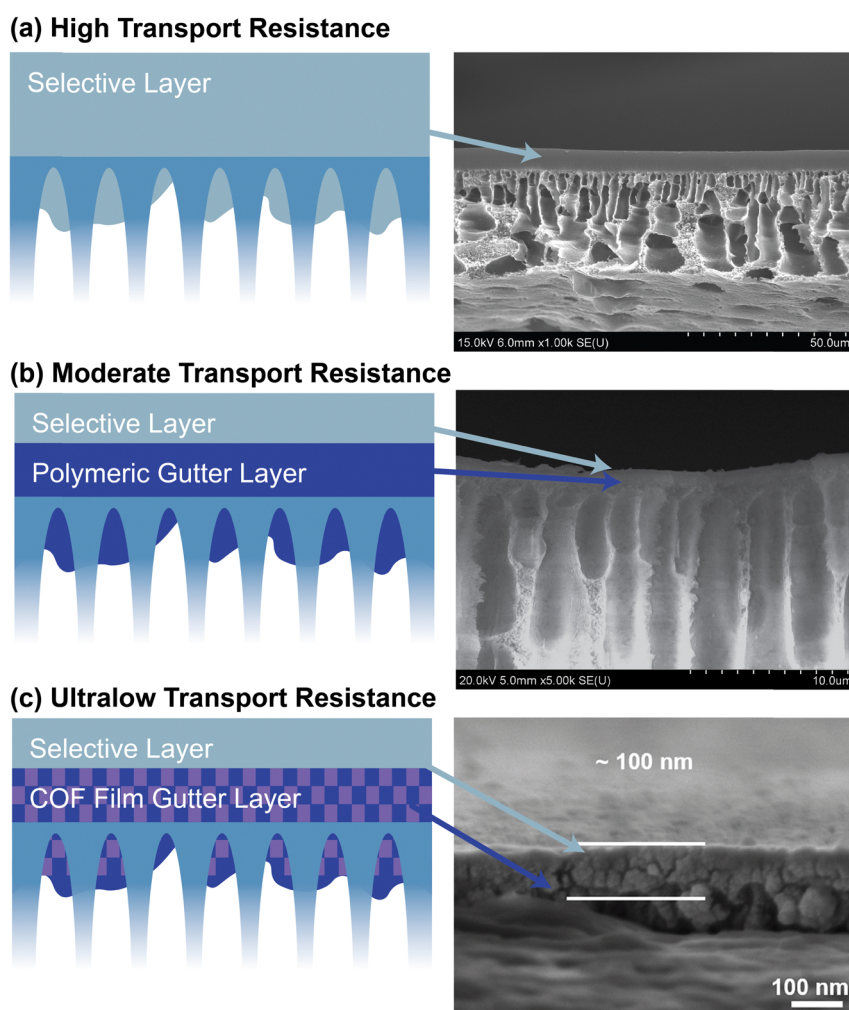 (a) High Transport Resistance
Selective Layer
15.0kV 6.0mm x1.00k SE(U)
50.0um
(b) Moderate Transport Resistance
Selective Layer
Polymeric Gutter Layer
20.0kV 5.0mm x5.00k SE(U)
10.0um
(c) Ultralow Transport Resistance
Selective Layer
COF Film Gutter Layer
~ 100 nm
100 nm